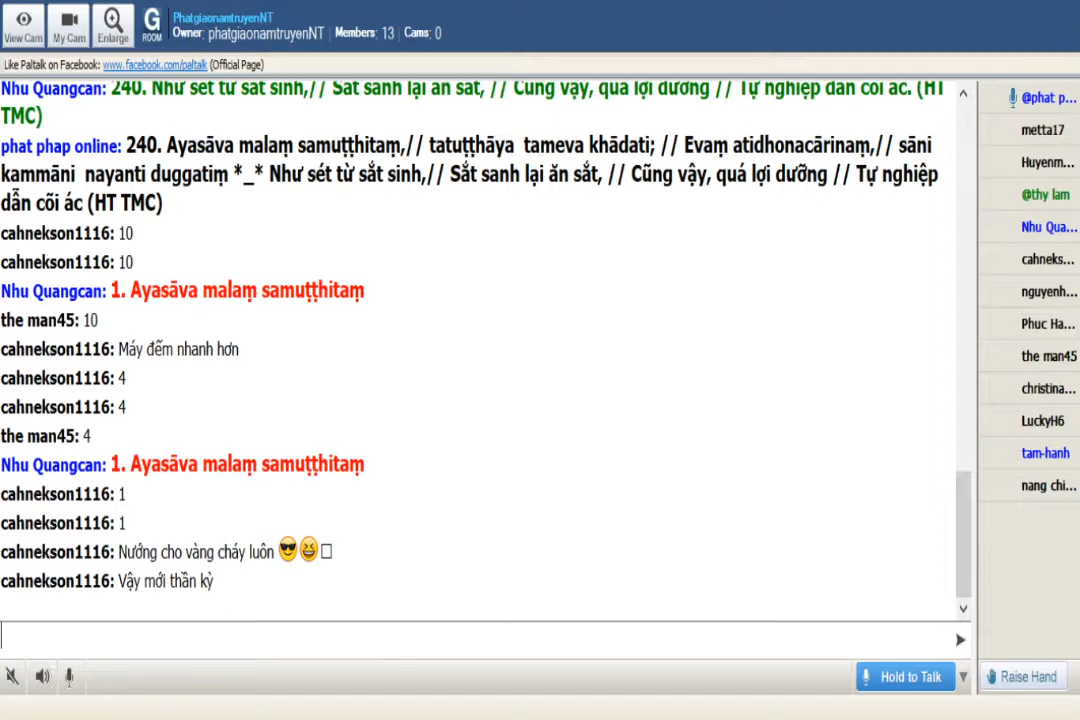 PhatgiaonamtruyenNT
Owner: phatgiaonamtruyenNT | Members: 13 | Cams: 0
View Cam
My Cam
Enlarge
G
ROOM
Like Paltalk on Facebook: www.facebook.com/paltalk (Official Page)
Nhu Quangcan: 240. Như sét từ sắt sinh,// Sắt sanh lại ăn sắt, // Cũng vậy, quá lợi dưỡng // Tự nghiệp dẫn cõi ác. (HT
TMC)
phat phap online: 240. Ayasāva malaṃ samuṭṭhitaṃ,// tatuṭṭhāya tameva khādati; // Evaṃ atidhonacārinaṃ,// sāni
kammāni nayanti duggatiṃ *_* Như sét từ sắt sinh,// Sắt sanh lại ăn sắt, // Cũng vậy, quá lợi dưỡng // Tự nghiệp
dẫn cõi ác (HT TMC)
cahnekson1116: 10
cahnekson1116: 10
Nhu Quangcan: 1. Ayasāva malaṃ samuṭṭhitaṃ
the man45: 10
cahnekson1116: Máy đếm nhanh hơn
cahnekson1116: 4
cahnekson1116: 4
the man45: 4
Nhu Quangcan: 1. Ayasāva malaṃ samuṭṭhitaṃ
cahnekson1116: 1
cahnekson1116: 1
cahnekson1116: Nướng cho vàng cháy luôn 😎😆□
cahnekson1116: Vậy mới thần kỳ
@phat p...
metta17
Huyenm...
@thy lam
Nhu Qua...
cahneks...
nguyenh...
Phuc Ha...
the man45
christina...
LuckyH6
tam-hanh
nang chi...
Hold to Talk
Raise Hand